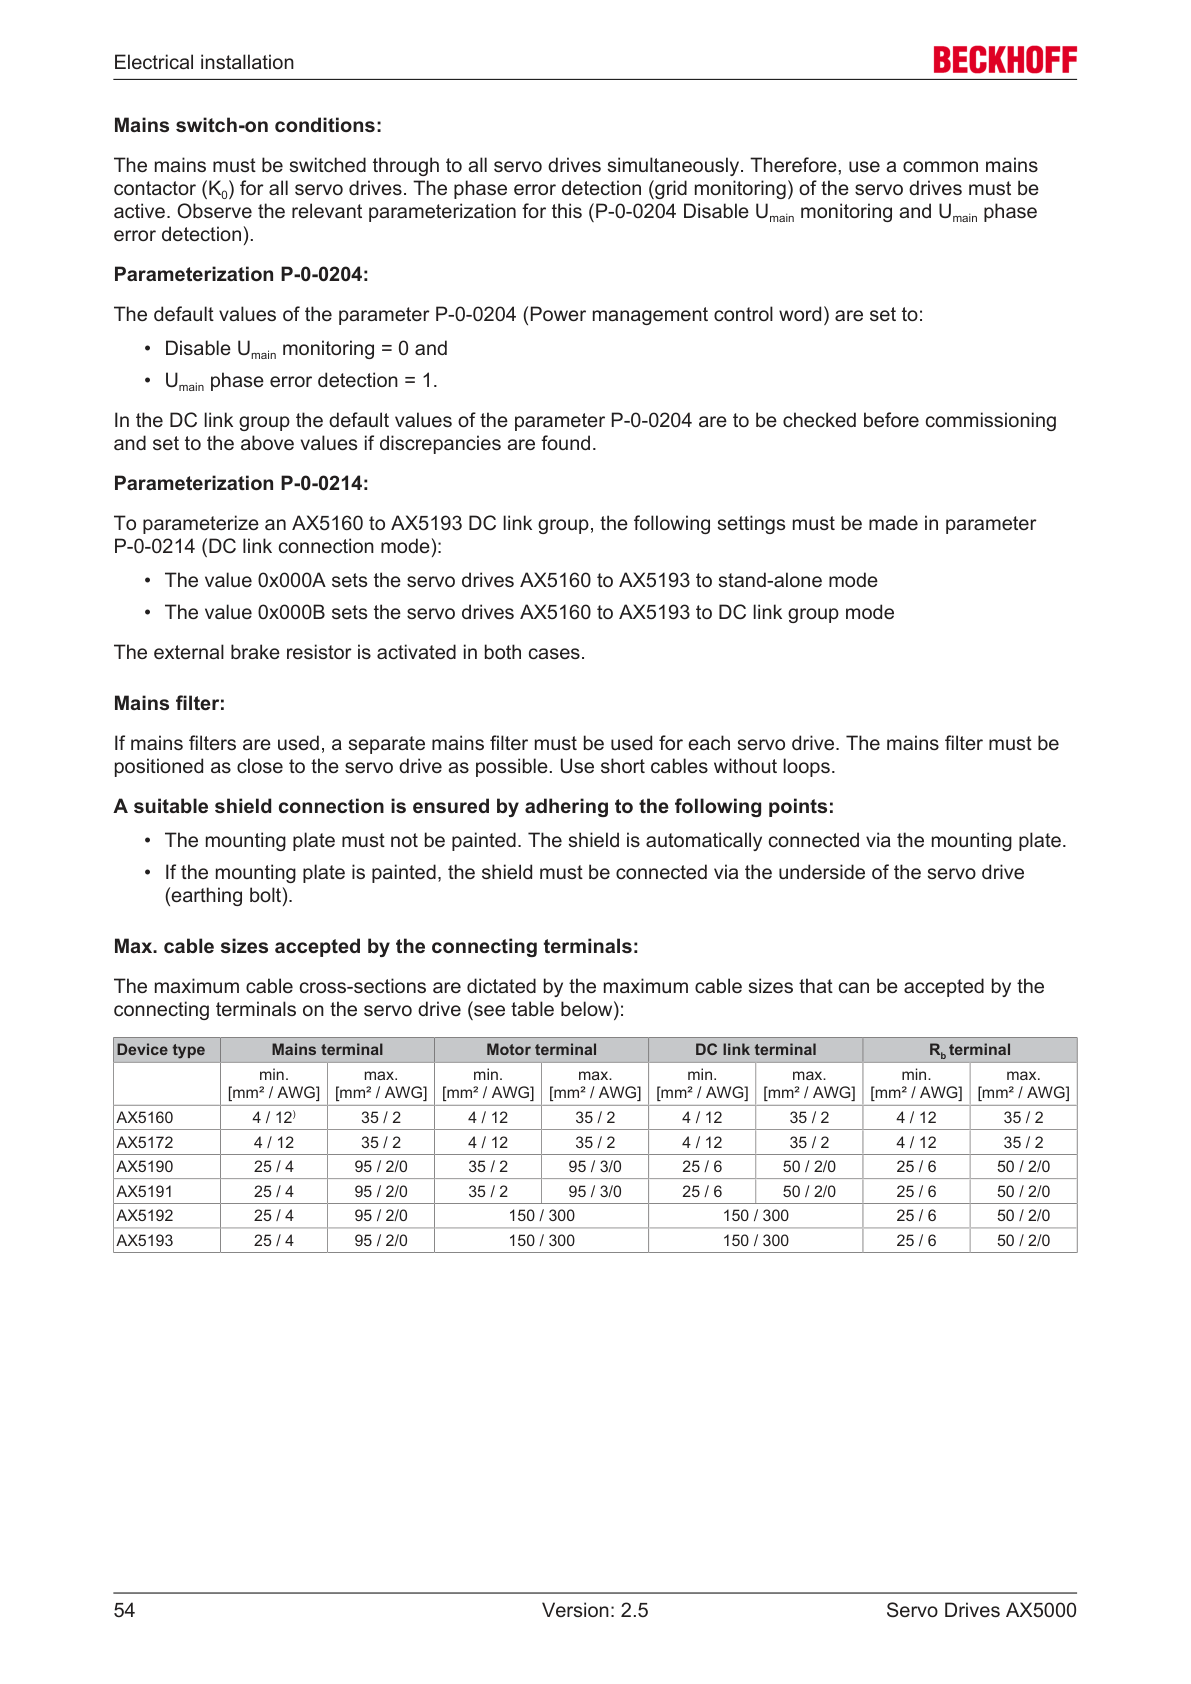 Electrical installation
BECKHOFF
Mains switch-on conditions:
The mains must be switched through to all servo drives simultaneously. Therefore, use a common mains
contactor (K0) for all servo drives. The phase error detection (grid monitoring) of the servo drives must be
active. Observe the relevant parameterization for this (P-0-0204 Disable Umain monitoring and Umain phase
error detection).
Parameterization P-0-0204:
The default values of the parameter P-0-0204 (Power management control word) are set to:
• Disable Umain monitoring = 0 and
• Umain phase error detection = 1.
In the DC link group the default values of the parameter P-0-0204 are to be checked before commissioning
and set to the above values if discrepancies are found.
Parameterization P-0-0214:
To parameterize an AX5160 to AX5193 DC link group, the following settings must be made in parameter
P-0-0214 (DC link connection mode):
• The value 0x000A sets the servo drives AX5160 to AX5193 to stand-alone mode
• The value 0x000B sets the servo drives AX5160 to AX5193 to DC link group mode
The external brake resistor is activated in both cases.
Mains filter:
If mains filters are used, a separate mains filter must be used for each servo drive. The mains filter must be
positioned as close to the servo drive as possible. Use short cables without loops.
A suitable shield connection is ensured by adhering to the following points:
• The mounting plate must not be painted. The shield is automatically connected via the mounting plate.
• If the mounting plate is painted, the shield must be connected via the underside of the servo drive
(earthing bolt).
Max. cable sizes accepted by the connecting terminals:
The maximum cable cross-sections are dictated by the maximum cable sizes that can be accepted by the
connecting terminals on the servo drive (see table below):
Device type Mains terminal Motor terminal DC link terminal Rb terminal
min. max. min. max. min. max. min. max.
[mm² / AWG] [mm² / AWG] [mm² / AWG] [mm² / AWG] [mm² / AWG] [mm² / AWG] [mm² / AWG] [mm² / AWG]
AX5160 4 / 12) 35 / 2 4 / 12 35 / 2 4 / 12 35 / 2 4 / 12 35 / 2
AX5172 4 / 12 35 / 2 4 / 12 35 / 2 4 / 12 35 / 2 4 / 12 35 / 2
AX5190 25 / 4 95 / 2/0 35 / 2 95 / 3/0 25 / 6 50 / 2/0 25 / 6 50 / 2/0
AX5191 25 / 4 95 / 2/0 35 / 2 95 / 3/0 25 / 6 50 / 2/0 25 / 6 50 / 2/0
AX5192 25 / 4 95 / 2/0 150 / 300 150 / 300 25 / 6 50 / 2/0
AX5193 25 / 4 95 / 2/0 150 / 300 150 / 300 25 / 6 50 / 2/0
54 Version: 2.5 Servo Drives AX5000